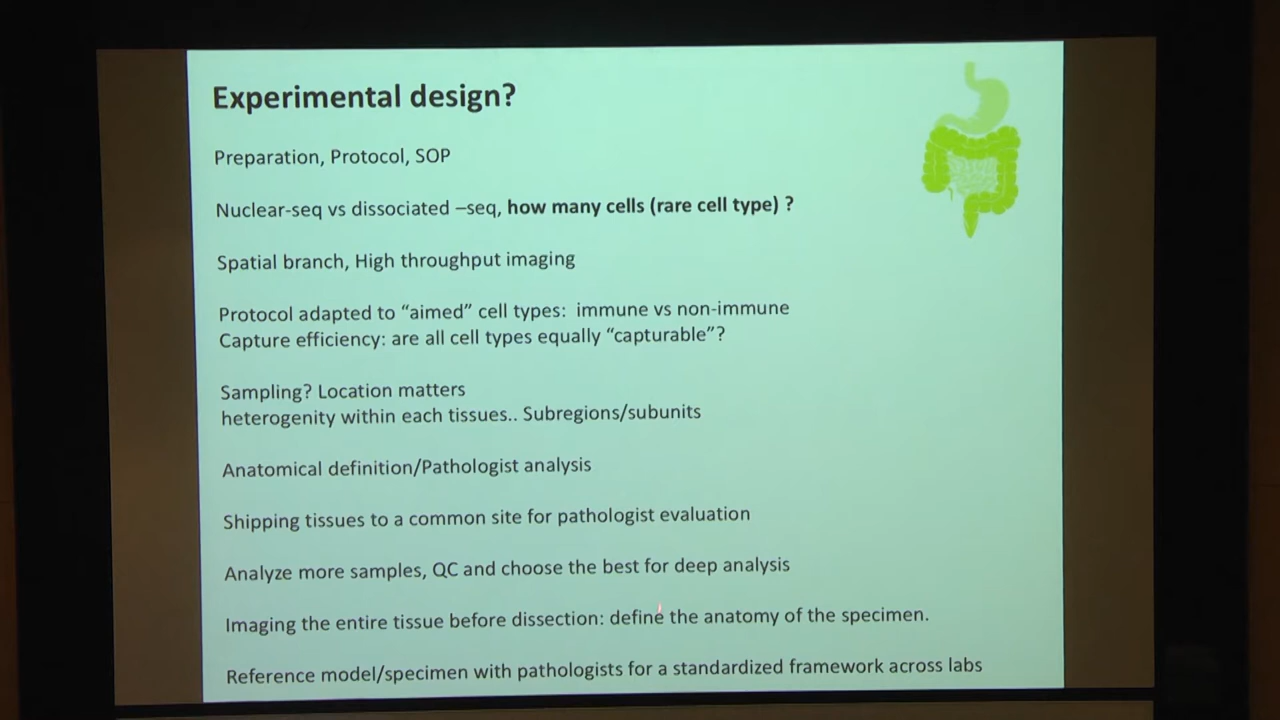 Experimental design?
Preparation, Protocol, SOP
Nuclear-seq vs dissociated –seq, how many cells (rare cell type) ?
Spatial branch, High throughput imaging
Protocol adapted to “aimed” cell types:  immune vs non-immune
Capture efficiency: are all cell types equally “capturable”?
Sampling? Location matters
heterogenity within each tissues.. Subregions/subunits
Anatomical definition/Pathologist analysis
Shipping tissues to a common site for pathologist evaluation
Analyze more samples, QC and choose the best for deep analysis
Imaging the entire tissue before dissection: define the anatomy of the specimen.
Reference model/specimen with pathologists for a standardized framework across labs